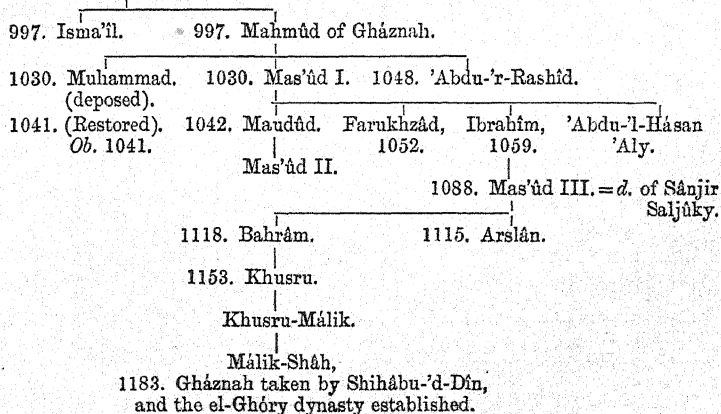 997. Isma'îl. 997. Mahmûd of Gháznah.
1030. Muhammad. 1030. Mas'ûd I. 1048. 'Abdu-'r-Rashîd.
(deposed).
1041. (Restored). 1042. Maudûd. Farukhzâd, Ibrahîm, 'Abdu-'l-Hásan
Ob. 1041. 1052. 1059. 'Aly.
Mas'ûd II.
1088. Mas'ûd III. = d. of Sânjir
Saljûky.
1118. Bahrâm. 1115. Arslân.
1153. Khusru.
Khusru-Málik.
Málik-Shâh,
1183. Gháznah taken by Shihâbu-'d-Dîn,
and the el-Ghóry dynasty established.